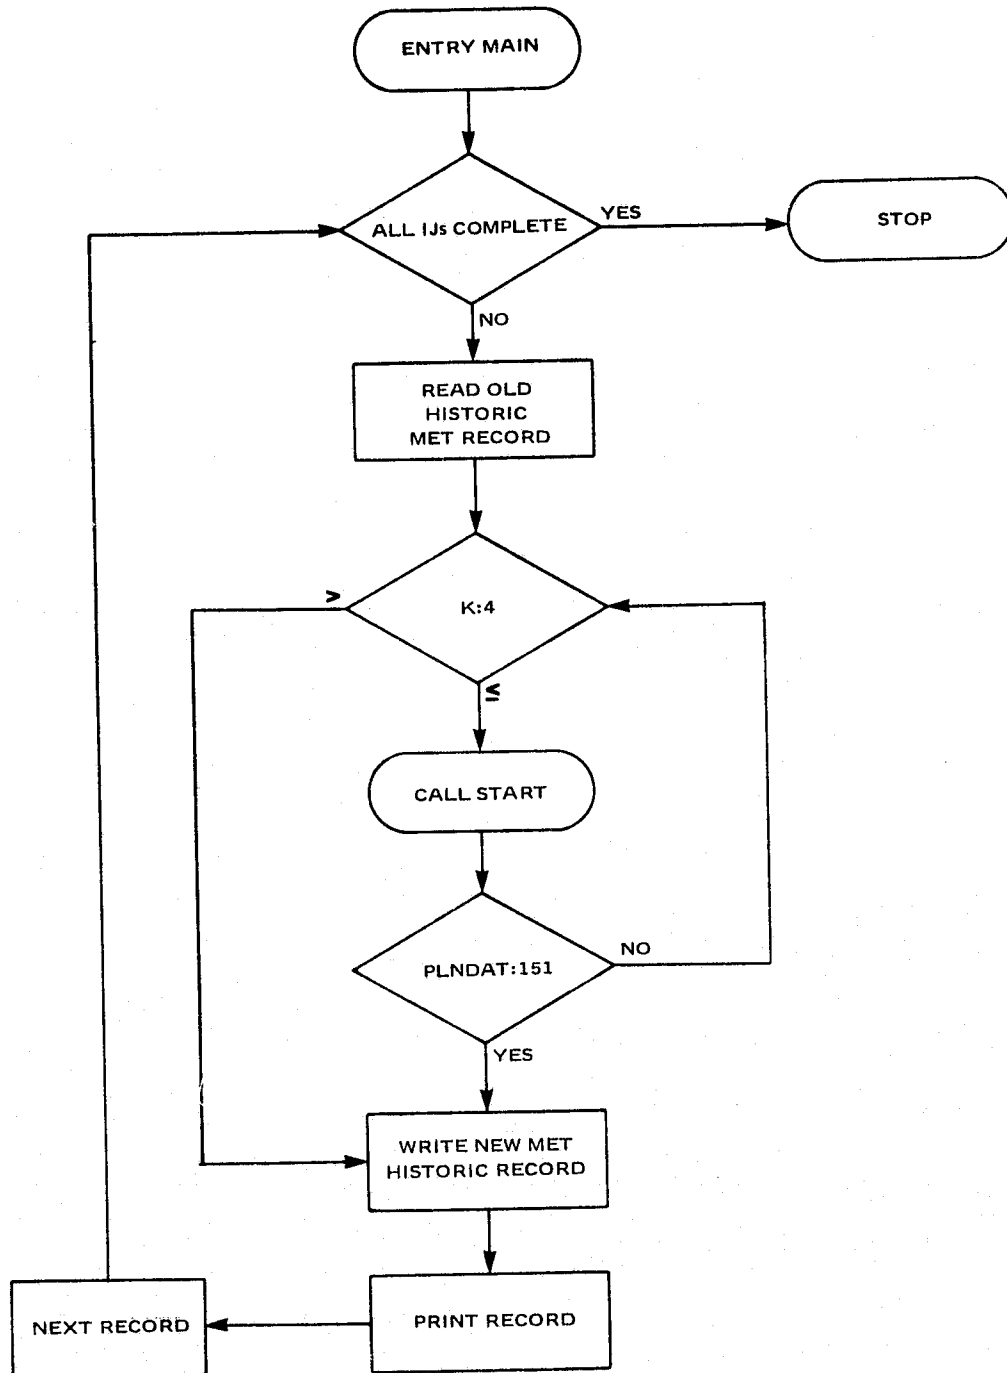 ENTRY MAIN
ALL IJs COMPLETE
YES
STOP
NO
READ OLD
HISTORIC
MET RECORD
>
K:4
≤
CALL START
PLNDAT:151
NO
YES
WRITE NEW MET
HISTORIC RECORD
NEXT RECORD
PRINT RECORD